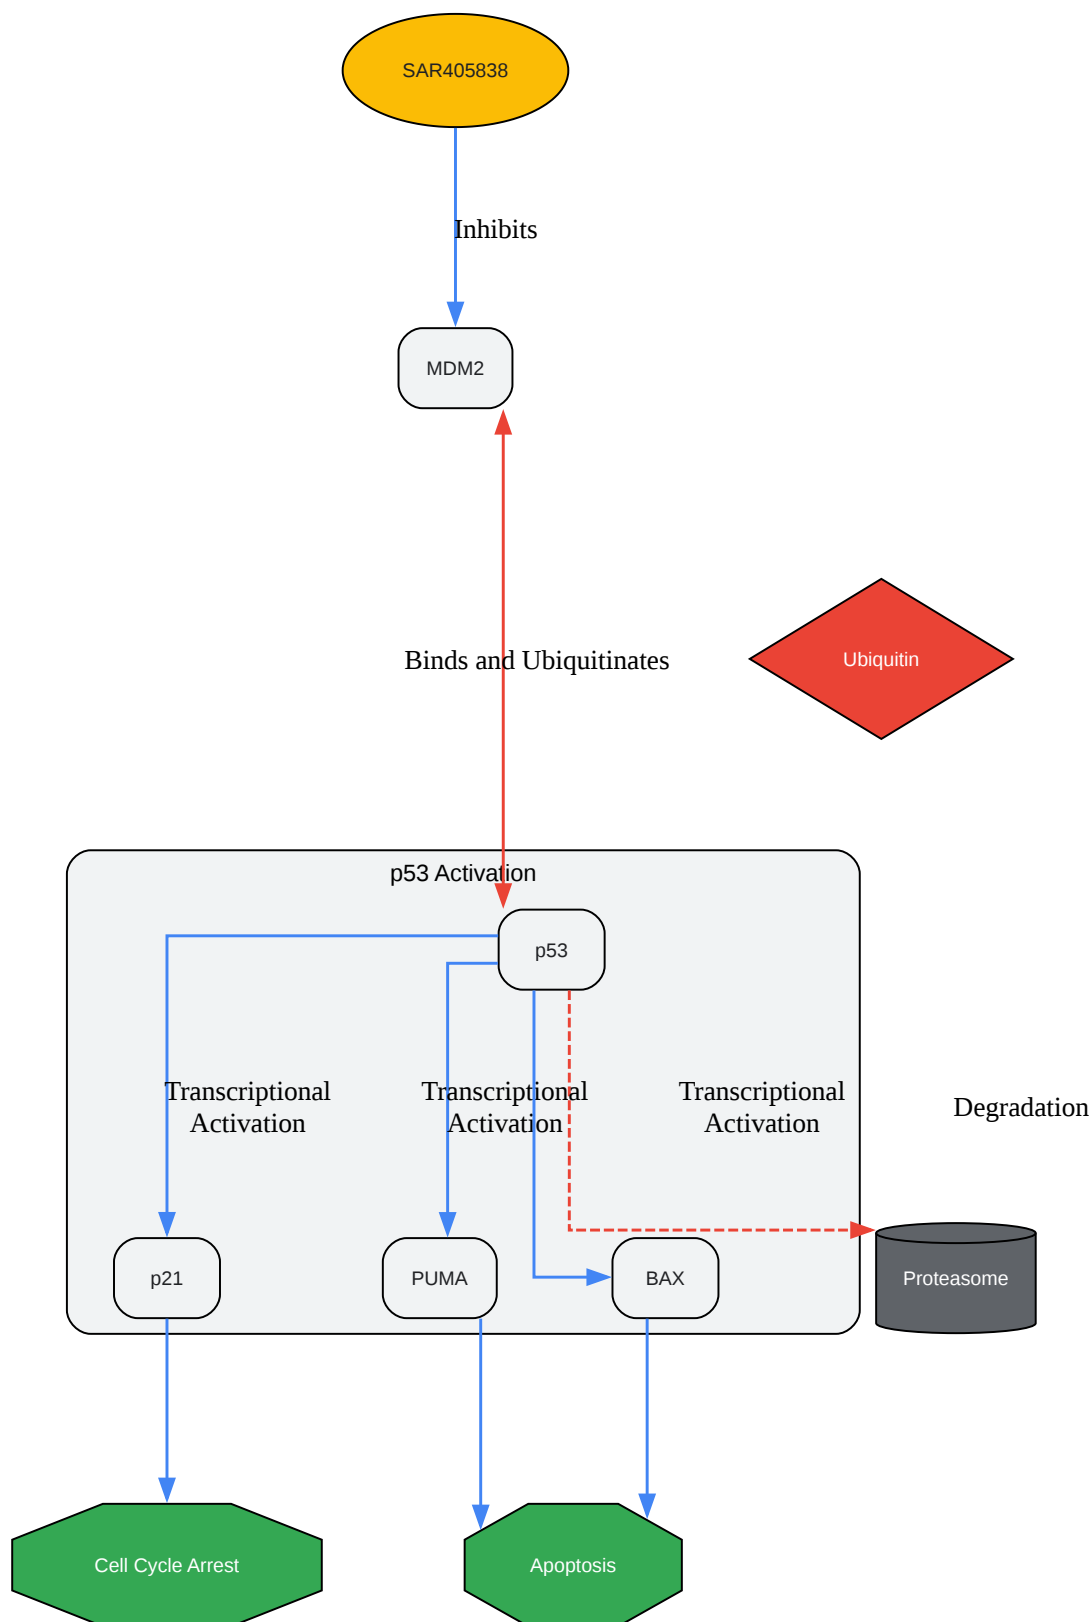 SAR405838
Inhibits
MDM2
Binds and Ubiquitinates
Ubiquitin
p53 Activation
p53
Transcriptional
Activation
Transcriptional
Activation
Transcriptional
Activation
Degradation
p21
PUMA
BAX
Proteasome
Cell Cycle Arrest
Apoptosis